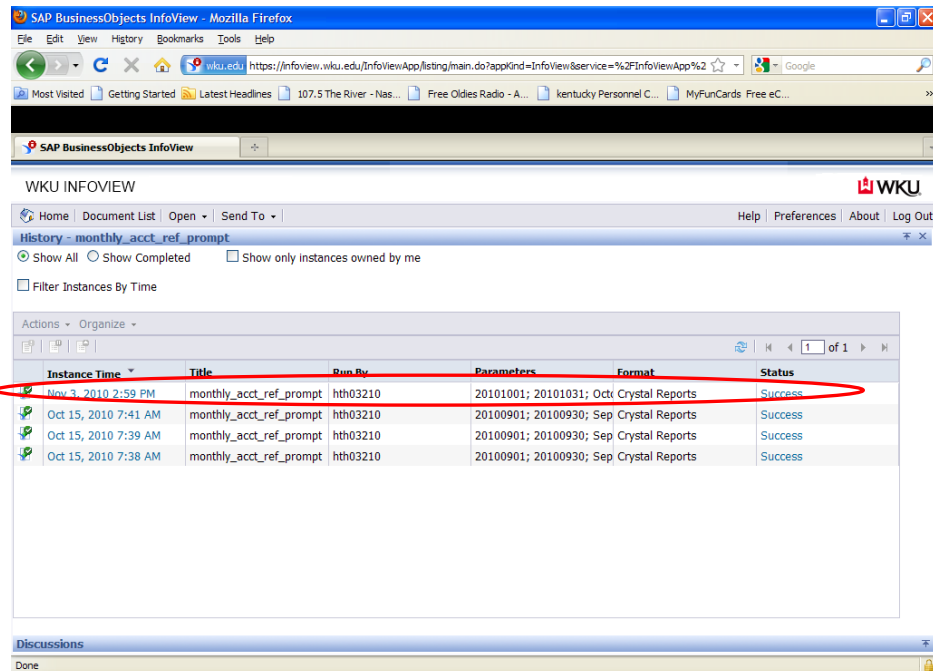 SAP BusinessObjects InfoView - Mozilla Firefox
File Edit View History Bookmarks Tools Help
wku.edu https://infoview.wku.edu/InfoViewApp/listing/main.do?appKind=InfoView&service=%2FInfoViewApp%2 Google
Most Visited Getting Started Latest Headlines 107.5 The River - Nas... Free Oldies Radio - A... kentucky Personnel C... MyFunCards Free eC... »
SAP BusinessObjects InfoView
WKU INFOVIEW WKU
Home Document List Open Send To Help Preferences About Log Out
History - monthly_acct_ref_prompt
Show All Show Completed Show only instances owned by me
Filter Instances By Time
Actions Organize
1 of 1
Instance Time Title Run By Parameters Format Status
Nov 3, 2010 2:59 PM monthly_acct_ref_prompt hth03210 20101001; 20101031; Octo Crystal Reports Success
Oct 15, 2010 7:41 AM monthly_acct_ref_prompt hth03210 20100901; 20100930; Sep Crystal Reports Success
Oct 15, 2010 7:39 AM monthly_acct_ref_prompt hth03210 20100901; 20100930; Sep Crystal Reports Success
Oct 15, 2010 7:38 AM monthly_acct_ref_prompt hth03210 20100901; 20100930; Sep Crystal Reports Success
Discussions
Done